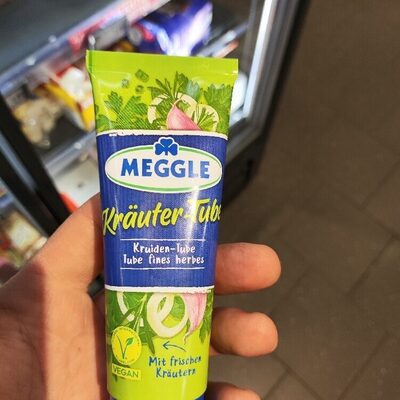 MEGGLE
Kräuter-Tube
Kruiden-Tube
Tube fines herbes
Mit frischen
Kräutern
VEGAN